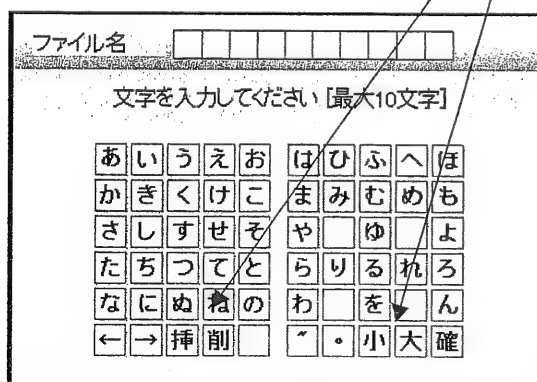 ファイル名
文字を入力してください [最大10文字]
あいうえお はひふへほ
かきくけこ まみむめも
さしすせそ や ゆ よ
たちつてと らりるれろ
なにぬねの わ を ん
←→挿削 ゛゜小大確